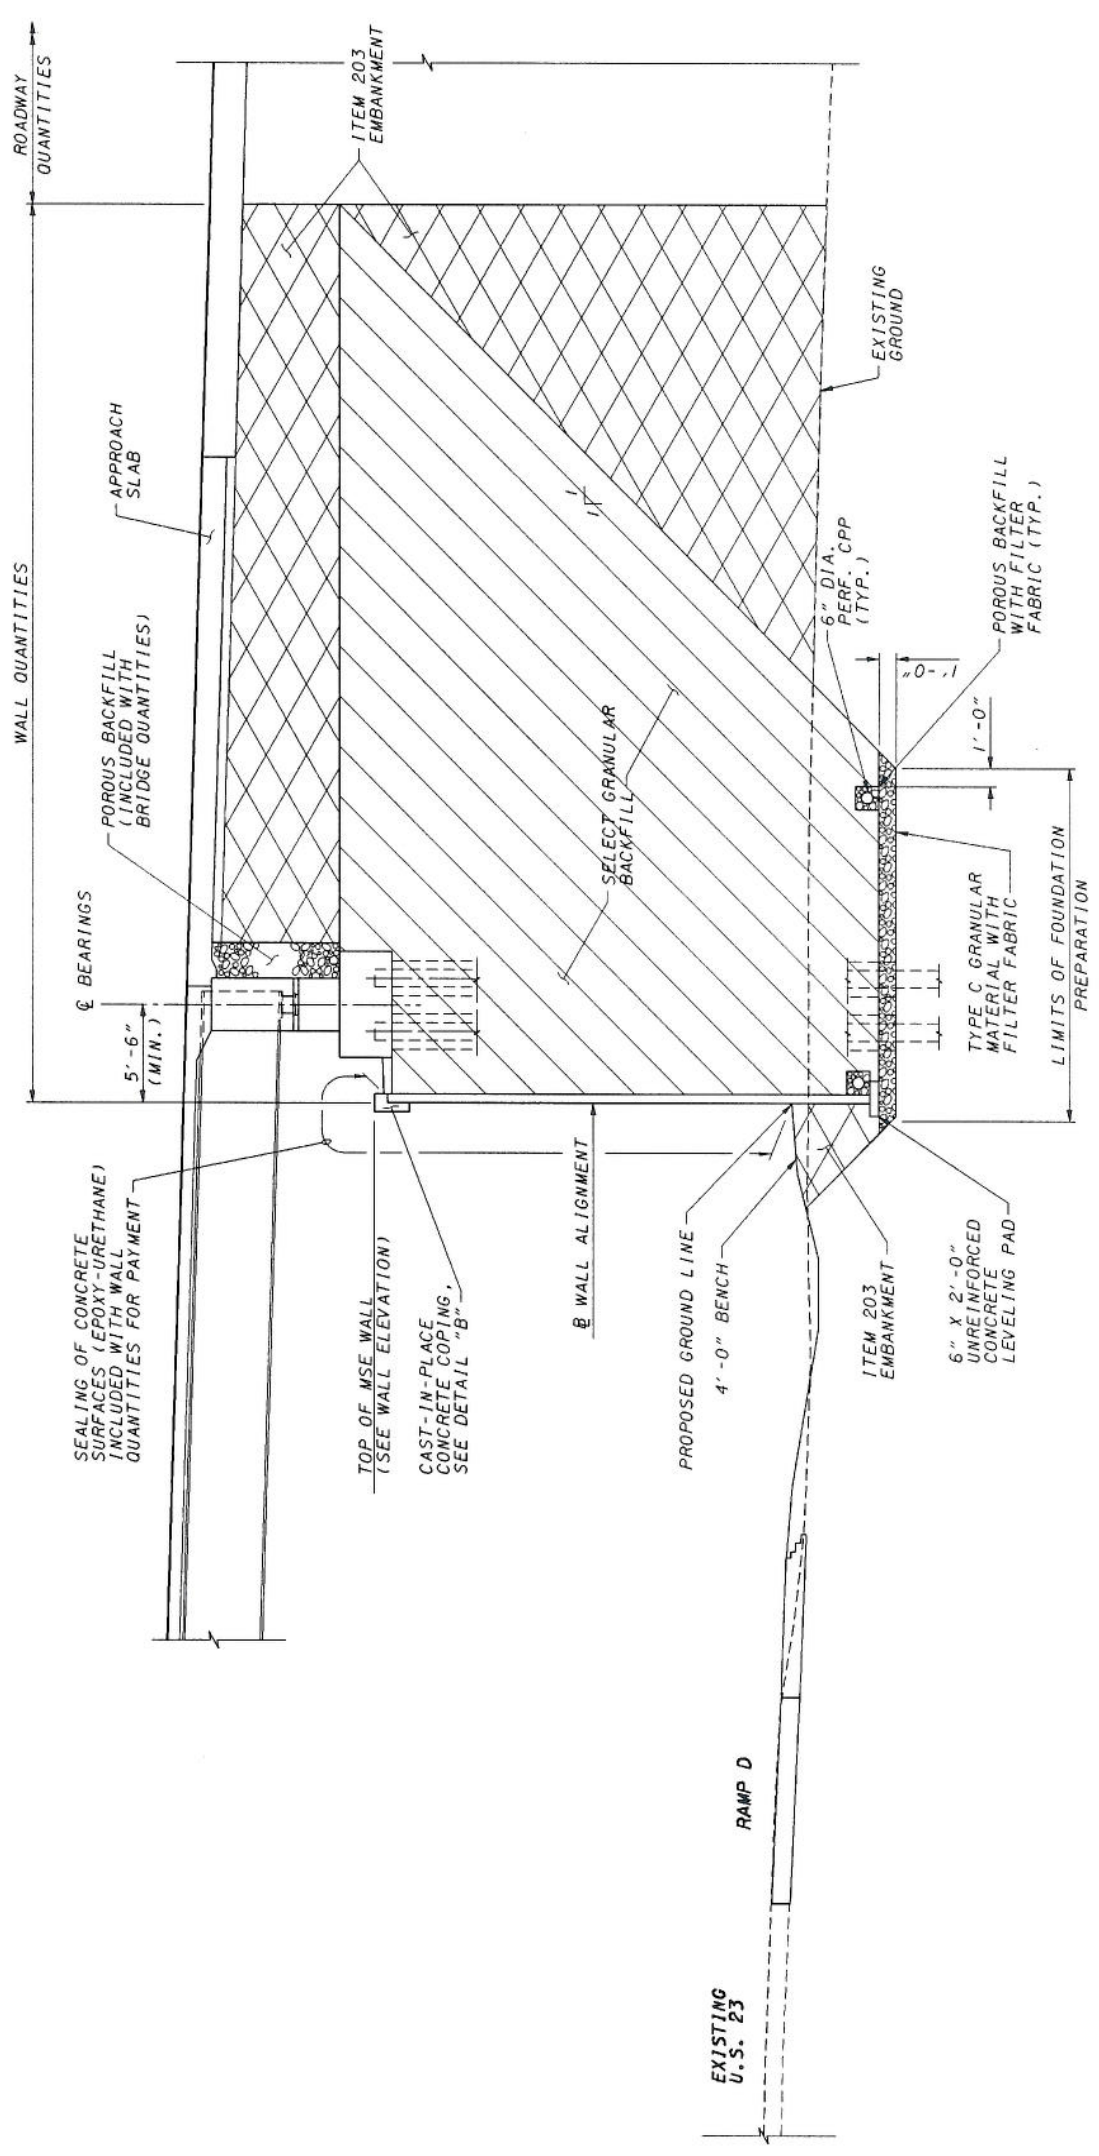 WALL QUANTITIES
ROADWAY
QUANTITIES
ITEM 203
EMBANKMENT
APPROACH
SLAB
POROUS BACKFILL
(INCLUDED WITH
BRIDGE QUANTITIES)
℄ BEARINGS
5'-6"
(MIN.)
SEALING OF CONCRETE
SURFACES (EPOXY-URETHANE)
INCLUDED WITH WALL
QUANTITIES FOR PAYMENT
TOP OF MSE WALL
(SEE WALL ELEVATION)
CAST-IN-PLACE
CONCRETE COPING,
SEE DETAIL "B"
SELECT GRANULAR
BACKFILL
1
1
EXISTING
GROUND
6" DIA.
PERF. CPP
(TYP.)
1'-0"
1'-0"
POROUS BACKFILL
WITH FILTER
FABRIC (TYP.)
B WALL ALIGNMENT
PROPOSED GROUND LINE
4'-0" BENCH
ITEM 203
EMBANKMENT
6" X 2'-0"
UNREINFORCED
CONCRETE
LEVELING PAD
TYPE C GRANULAR
MATERIAL WITH
FILTER FABRIC
LIMITS OF FOUNDATION
PREPARATION
RAMP D
EXISTING
U.S. 23